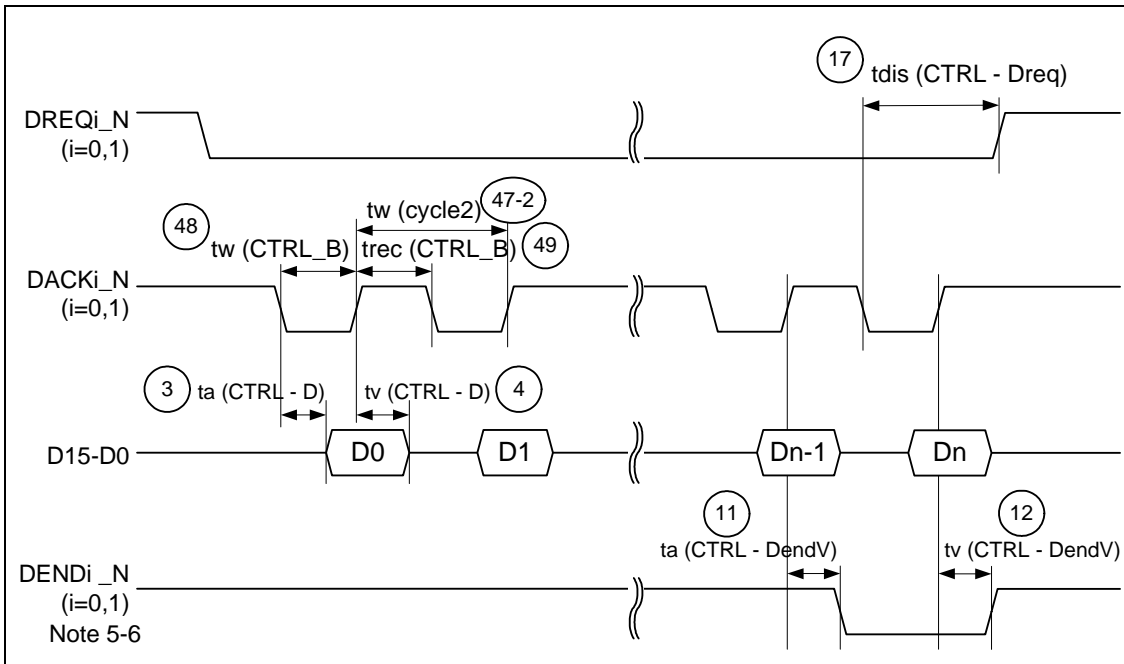 17
tdis (CTRL - Dreq)
DREQi_N
(i=0,1)
tw (cycle2)
47-2
48
tw (CTRL_B)
trec (CTRL_B)
49
DACKi_N
(i=0,1)
3
ta (CTRL - D)
tv (CTRL - D)
4
D15-D0
D0
D1
Dn-1
Dn
11
12
ta (CTRL - DendV)
tv (CTRL - DendV)
DENDi _N
(i=0,1)
Note 5-6